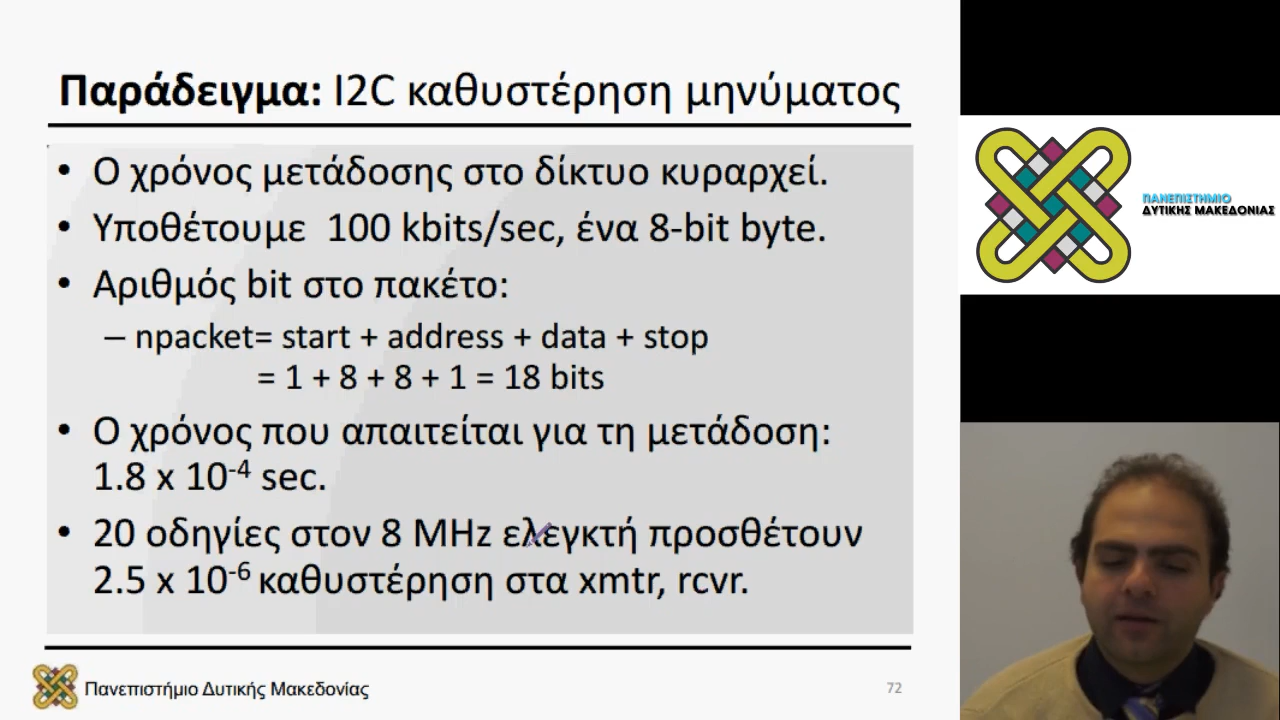 Παράδειγμα: I2C καθυστέρηση μηνύματος
• Ο χρόνος μετάδοσης στο δίκτυο κυραρχεί.
• Υποθέτουμε 100 kbits/sec, ένα 8-bit byte.
• Αριθμός bit στο πακέτο:
– npacket= start + address + data + stop
= 1 + 8 + 8 + 1 = 18 bits
• Ο χρόνος που απαιτείται για τη μετάδοση:
1.8 x 10⁻⁴ sec.
• 20 οδηγίες στον 8 MHz ελεγκτή προσθέτουν
2.5 x 10⁻⁶ καθυστέρηση στα xmtr, rcvr.
Πανεπιστήμιο Δυτικής Μακεδονίας
72
ΠΑΝΕΠΙΣΤΗΜΙΟ
ΔΥΤΙΚΗΣ ΜΑΚΕΔΟΝΙΑΣ